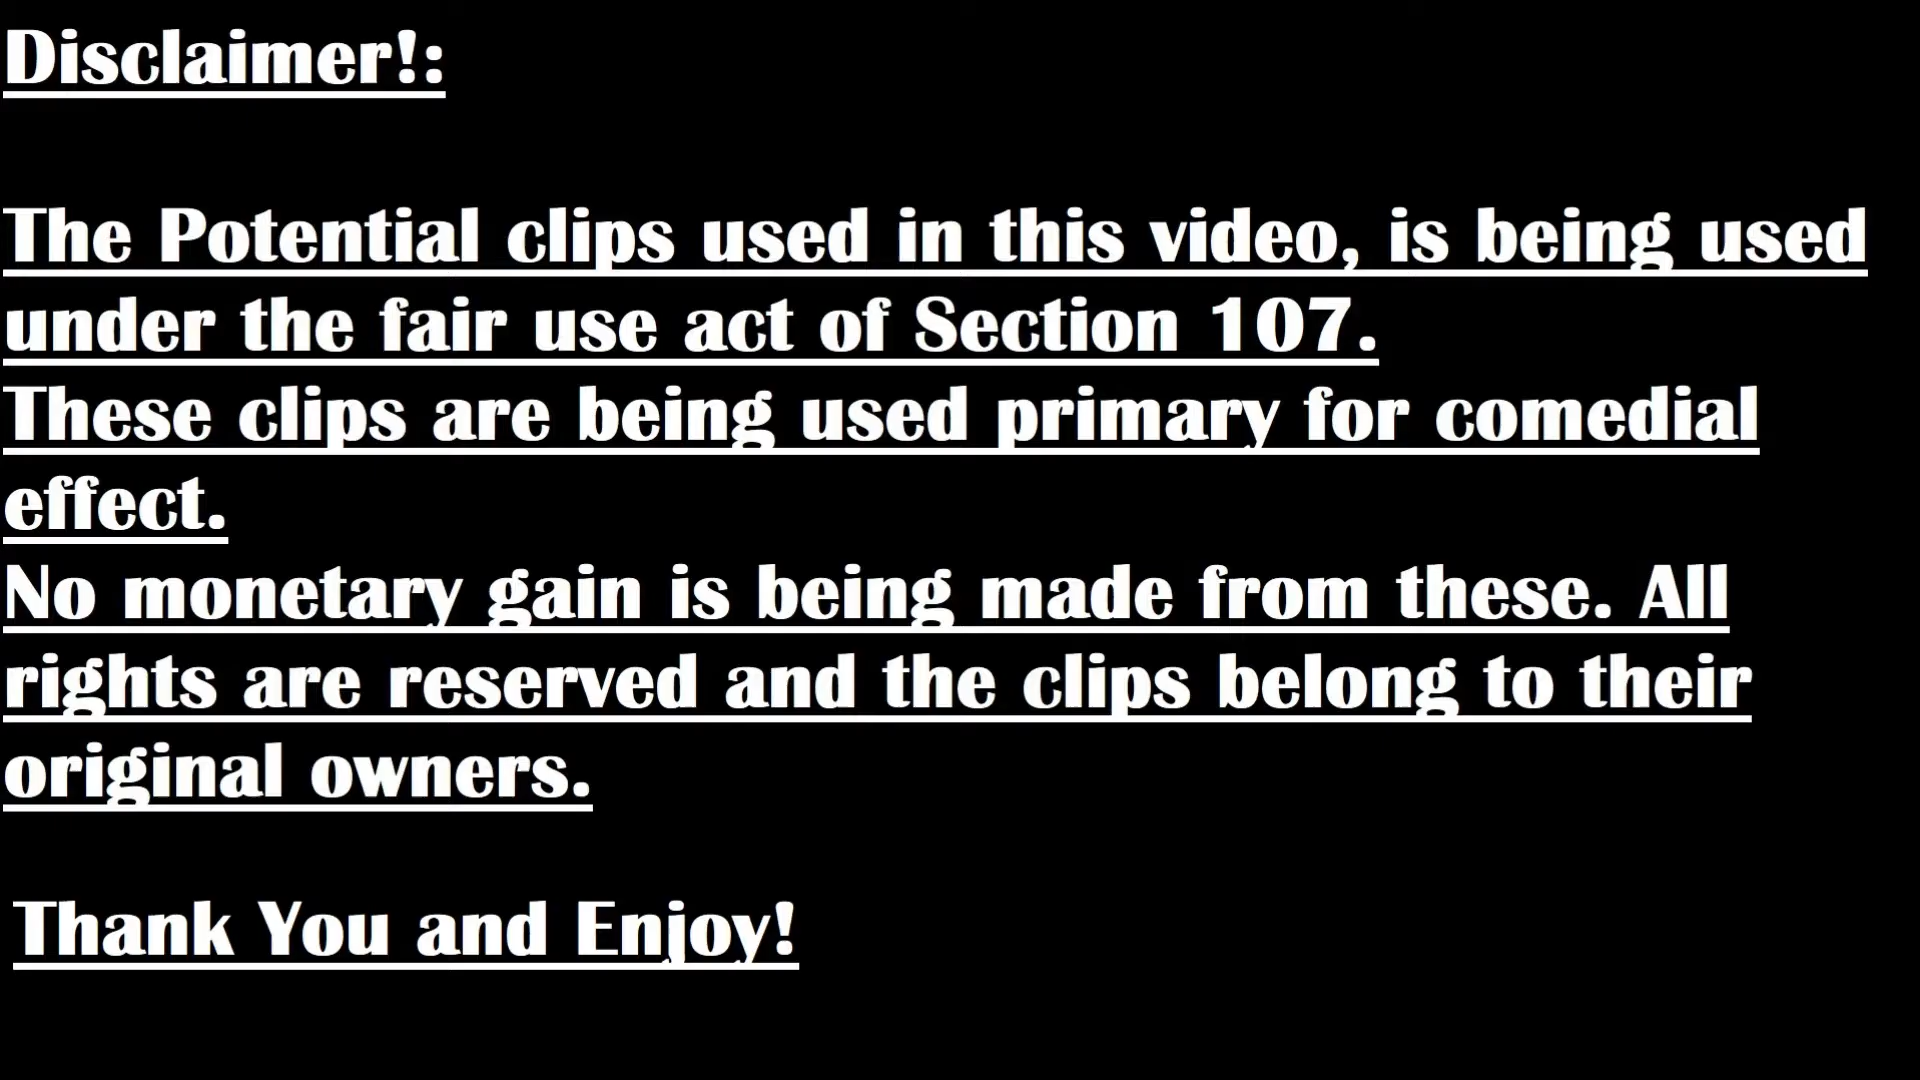 Disclaimer!:
The Potential clips used in this video, is being used
under the fair use act of Section 107.
These clips are being used primary for comedial
effect.
No monetary gain is being made from these. All
rights are reserved and the clips belong to their
original owners.
Thank You and Enjoy!